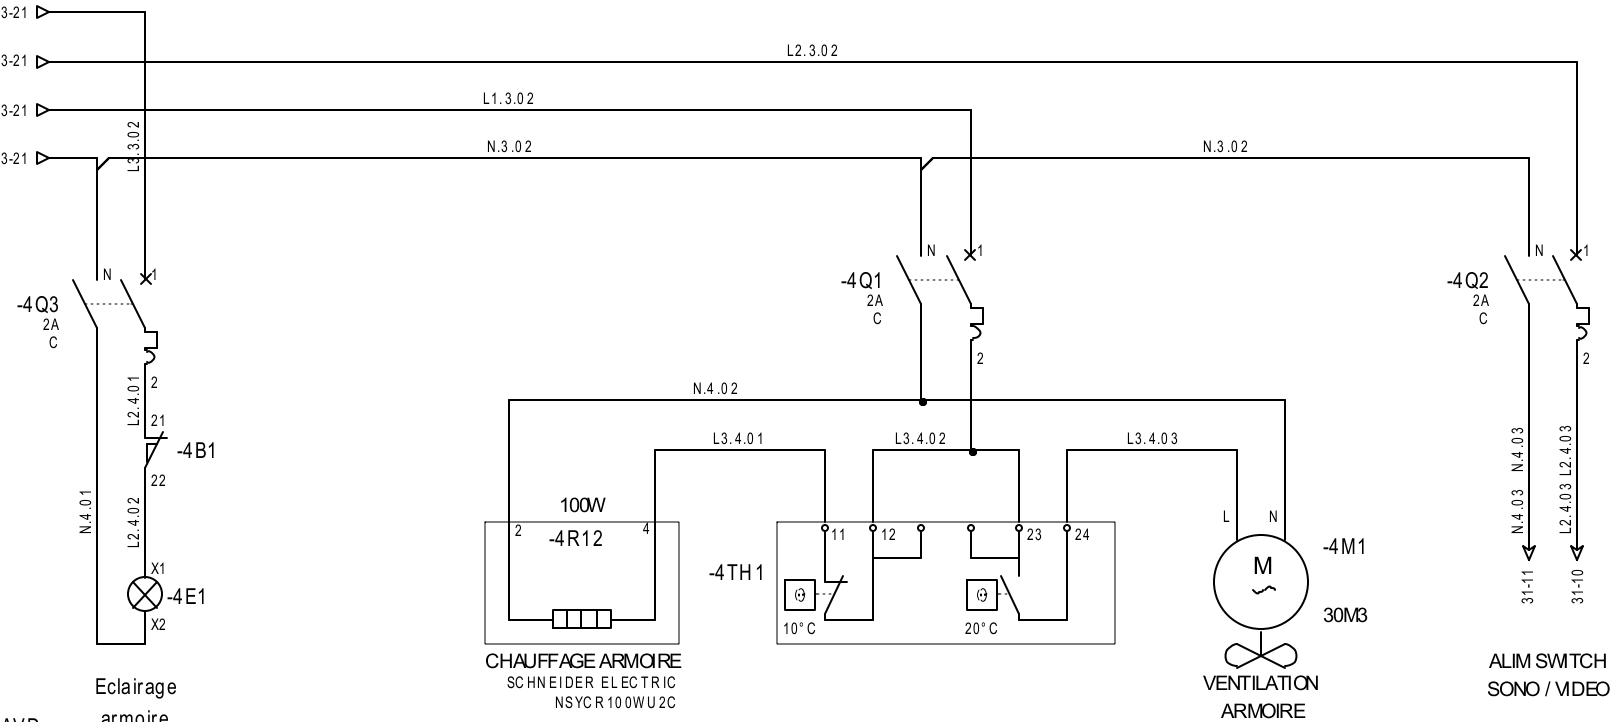 3-21
L2.3.02
3-21
L1.3.02
3-21
L3.3.02
N.3.02
N.3.02
3-21
N
1
-4Q3
2A
C
2
N
1
-4Q1
2A
C
2
N
1
-4Q2
2A
C
2
L2.4.01
21
-4B1
22
N.4.01
L2.4.02
X1
-4E1
X2
Eclairage
armoire
N.4.02
L3.4.01
L3.4.02
L3.4.03
100W
2
-4R12
4
CHAUFFAGE ARMOIRE
SCHNEIDER ELECTRIC
NSYCR100WU2C
-4TH1
11
12
23
24
10°C
20°C
L
N
M
-4M1
30M3
VENTILATION
ARMOIRE
N.4.03
N.4.03
L2.4.03
L2.4.03
31-11
31-10
ALIM SWITCH
SONO / VIDEO